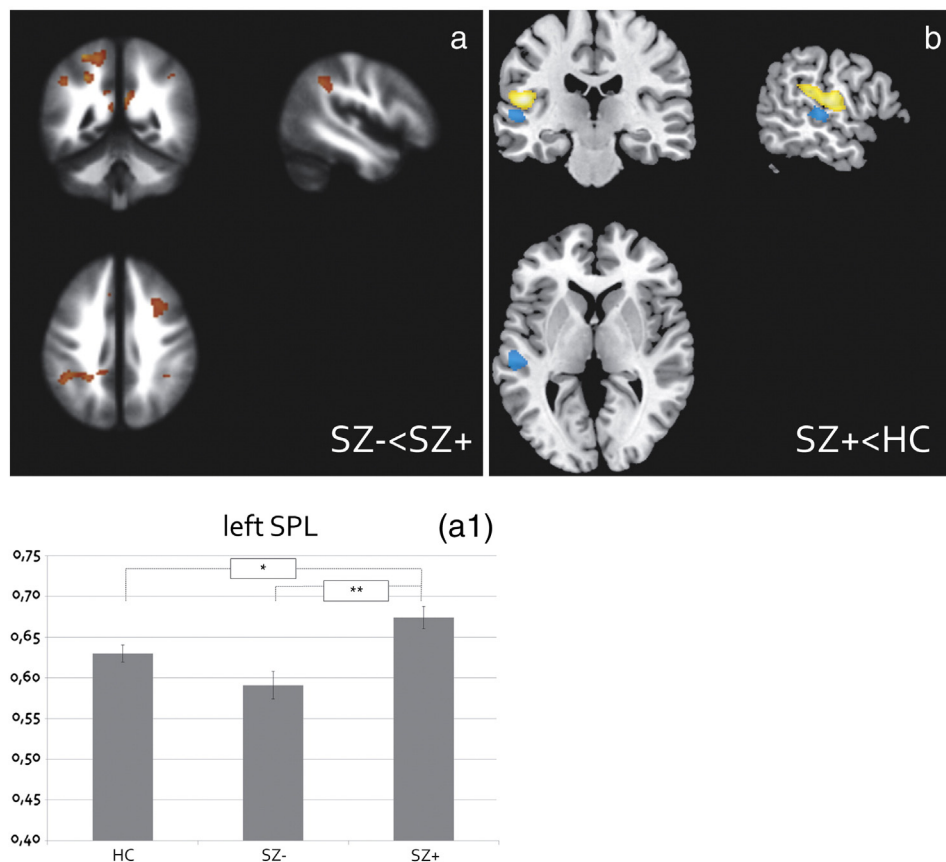 a
SZ-<SZ+
b
SZ+<HC
left SPL
(a1)
0,75
0,70
0,65
0,60
0,55
0,50
0,45
0,40
*
**
HC
SZ-
SZ+